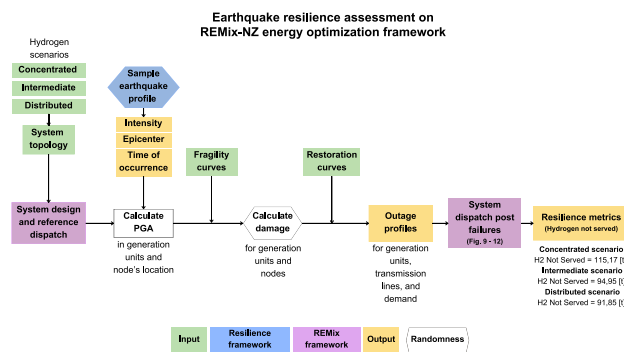 Earthquake resilience assessment on
REMix-NZ energy optimization framework
Hydrogen
scenarios
Concentrated
Intermediate
Distributed
System
topology
System design
and reference
dispatch
Sample
earthquake
profile
Intensity
Epicenter
Time of
occurrence
Calculate
PGA
in generation
units and
node's location
Fragility
curves
Calculate
damage
for generation
units and nodes
Restoration
curves
Outage
profiles
for generation
units,
transmission
lines, and
demand
System
dispatch post
failures
(Fig. 9 - 12)
Resilience metrics
(Hydrogen not served)
Concentrated scenario
H2 Not Served = 115,17 [t]
Intermediate scenario
H2 Not Served = 94,95 [t]
Distributed scenario
H2 Not Served = 91,85 [t]
Input
Resilience
framework
REMix
framework
Output
Randomness